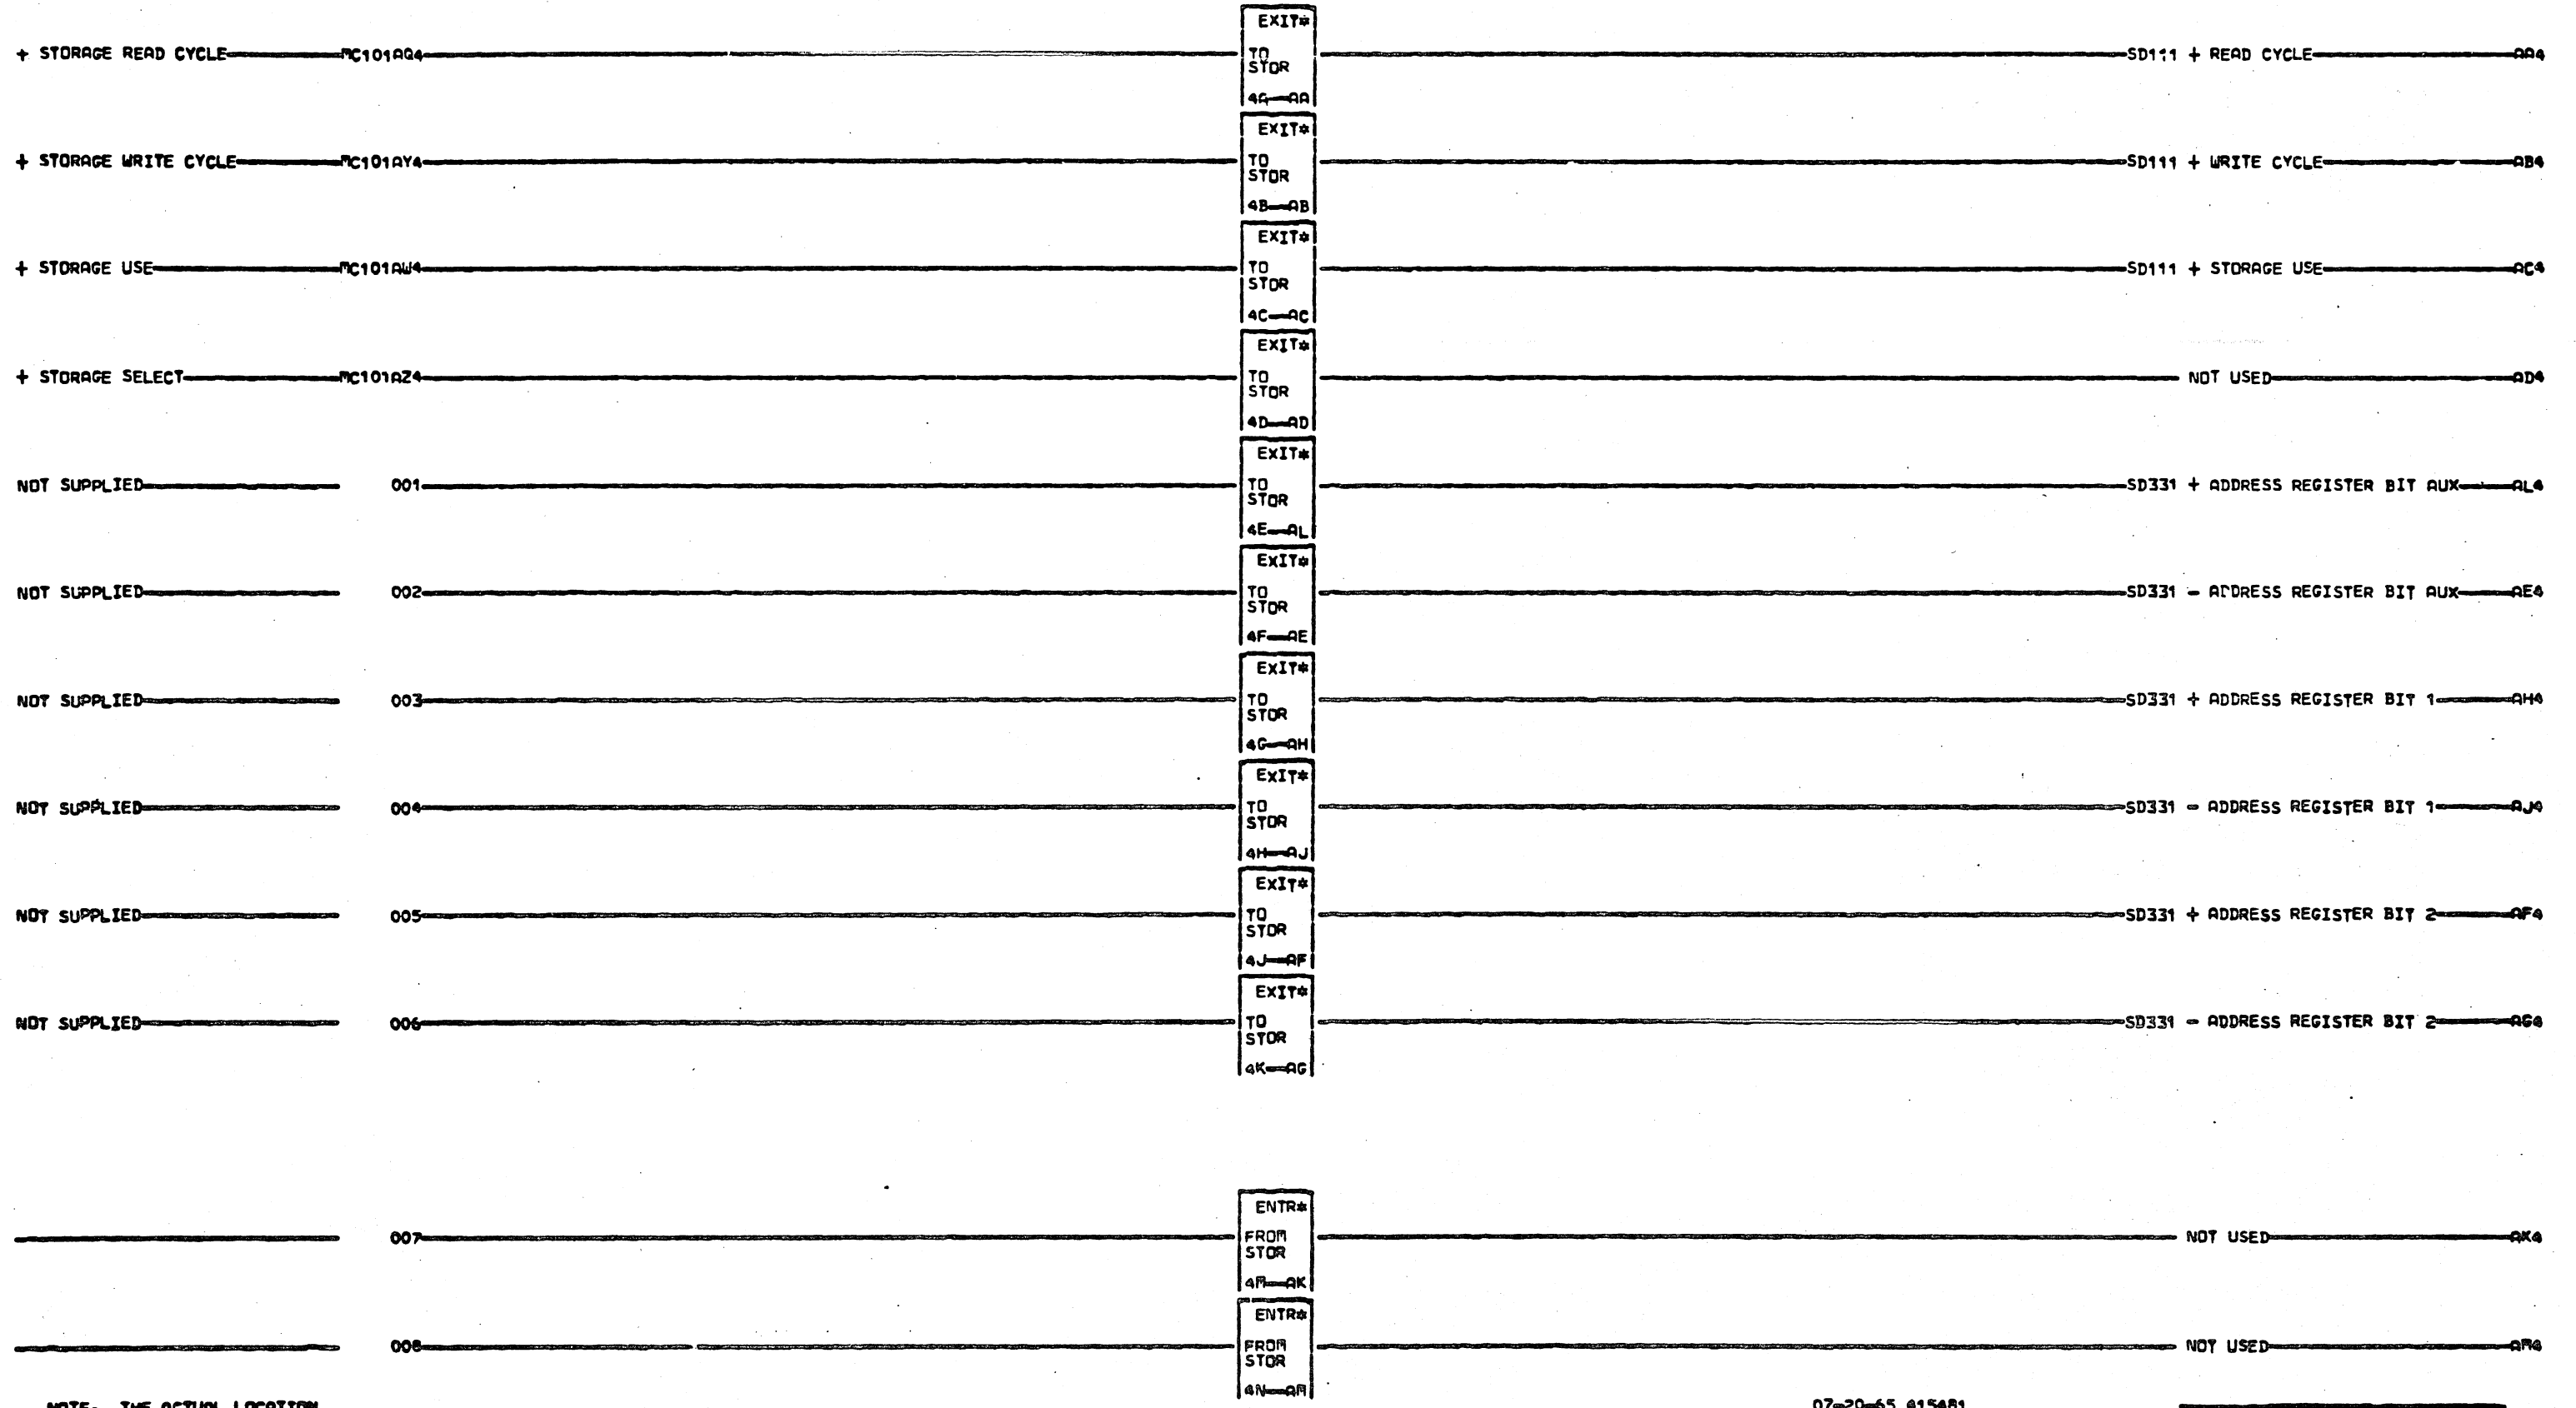 EXIT*
+ STORAGE READ CYCLE MC101AQ4 TO STOR SD111 + READ CYCLE AA4
4A AA
EXIT*
+ STORAGE WRITE CYCLE MC101AY4 TO STOR SD111 + WRITE CYCLE AB4
4B AB
EXIT*
+ STORAGE USE MC101AW4 TO STOR SD111 + STORAGE USE AC4
4C AC
EXIT*
+ STORAGE SELECT MC101AZ4 TO STOR NOT USED AD4
4D AD
EXIT*
NOT SUPPLIED 001 TO STOR SD331 + ADDRESS REGISTER BIT AUX AL4
4E AL
EXIT*
NOT SUPPLIED 002 TO STOR SD331 - ADDRESS REGISTER BIT AUX AE4
4F AE
EXIT*
NOT SUPPLIED 003 TO STOR SD331 + ADDRESS REGISTER BIT 1 AH4
4G AH
EXIT*
NOT SUPPLIED 004 TO STOR SD331 - ADDRESS REGISTER BIT 1 AJ4
4H AJ
EXIT*
NOT SUPPLIED 005 TO STOR SD331 + ADDRESS REGISTER BIT 2 AF4
4J AF
EXIT*
NOT SUPPLIED 006 TO STOR SD331 - ADDRESS REGISTER BIT 2 AG4
4K AG
ENTR*
007 FROM STOR NOT USED AK4
4M AK
ENTR*
008 FROM STOR NOT USED AM4
4N AM
NOTE- THE ACTUAL LOCATION
07-20-65 415481